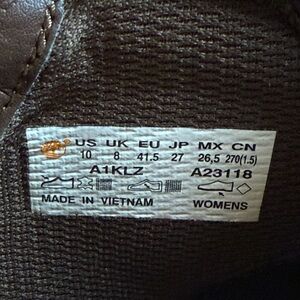 US UK EU JP MX CN
10 8 41.5 27 26,5 270(1.5)
A1KLZ A23118
MADE IN VIETNAM WOMENS